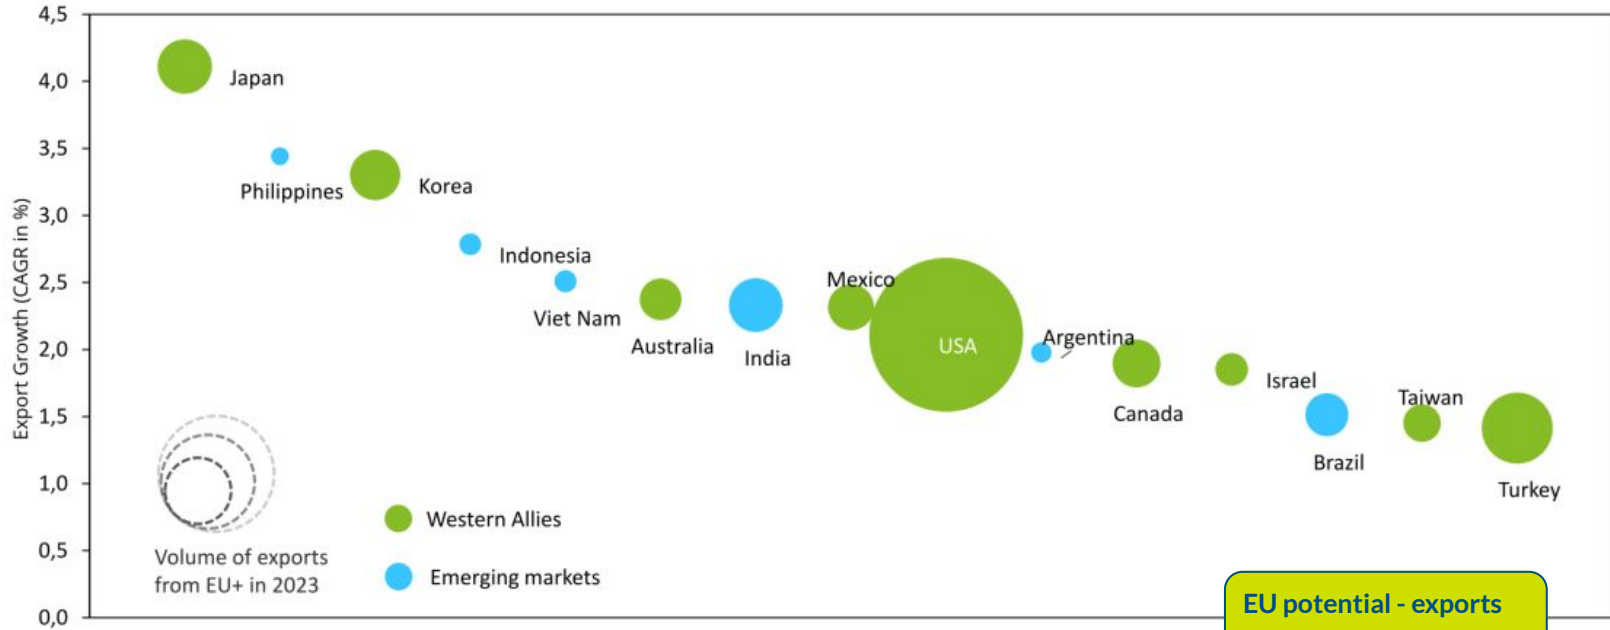 4,5
4,0
3,5
3,0
2,5
2,0
1,5
1,0
0,5
0,0
Export Growth (CAGR in %)
Japan
Philippines
Korea
Indonesia
Viet Nam
Australia
India
Mexico
USA
Argentina
Canada
Israel
Brazil
Taiwan
Turkey
Volume of exports
from EU+ in 2023
Western Allies
Emerging markets
EU potential - exports